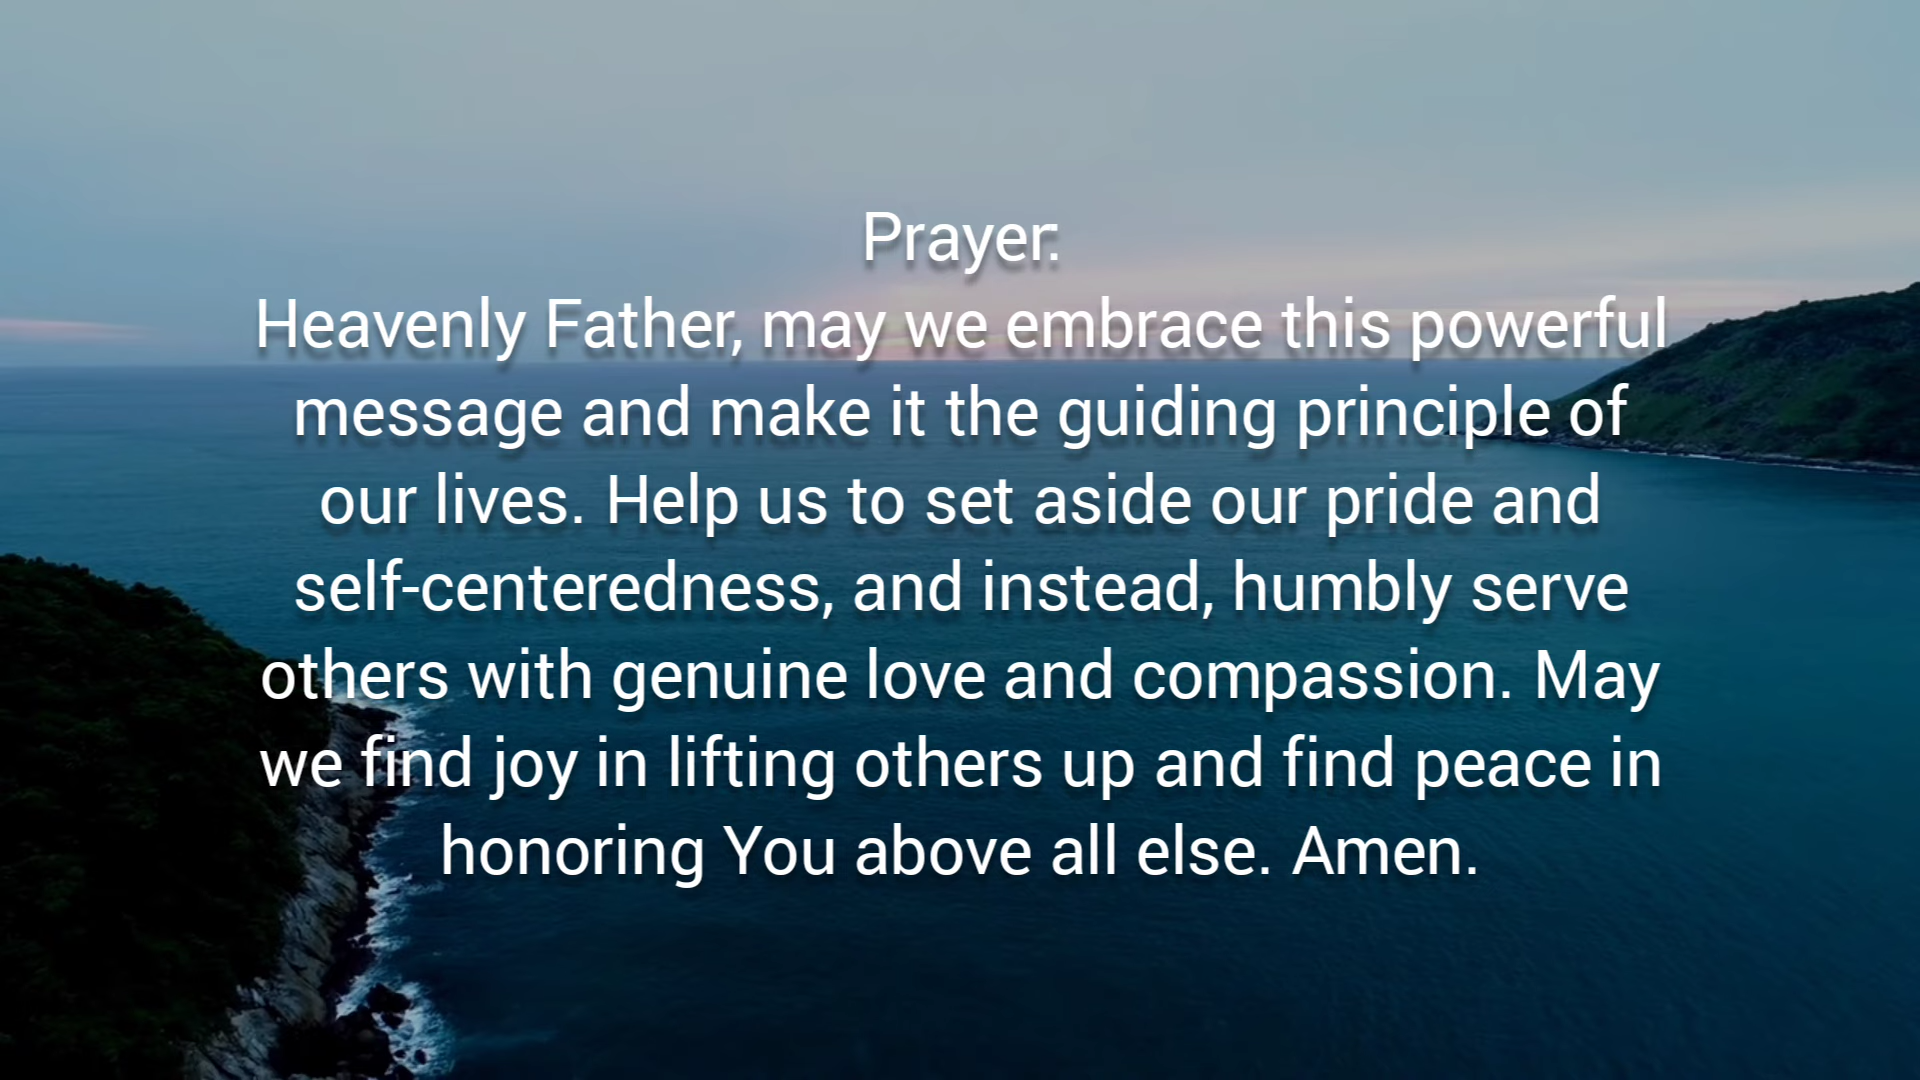 Prayer:
Heavenly Father, may we embrace this powerful
message and make it the guiding principle of
our lives. Help us to set aside our pride and
self-centeredness, and instead, humbly serve
others with genuine love and compassion. May
we find joy in lifting others up and find peace in
honoring You above all else. Amen.